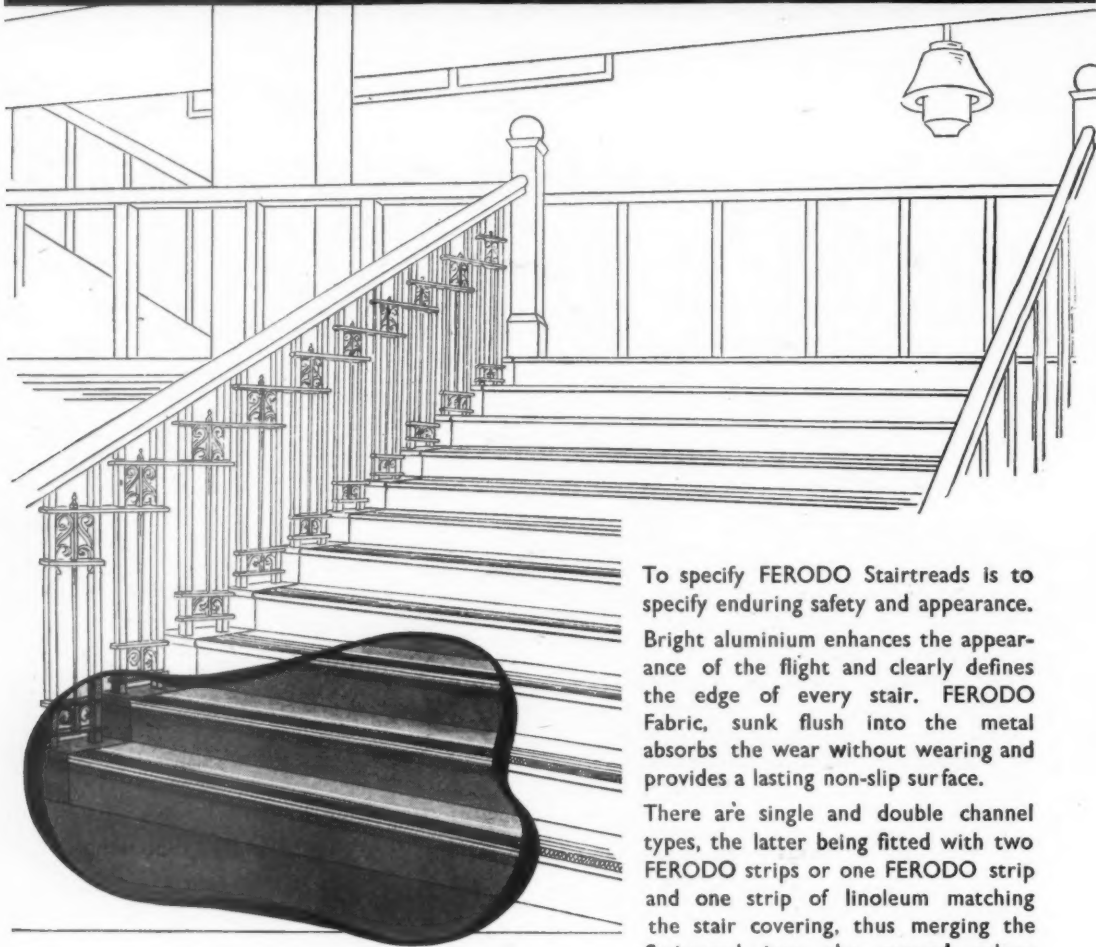 To specify FERODO Stairtreads is to
specify enduring safety and appearance.
Bright aluminium enhances the appear-
ance of the flight and clearly defines
the edge of every stair. FERODO
Fabric, sunk flush into the metal
absorbs the wear without wearing and
provides a lasting non-slip surface.
There are single and double channel
types, the latter being fitted with two
FERODO strips or one FERODO strip
and one strip of linoleum matching
the stair covering, thus merging the